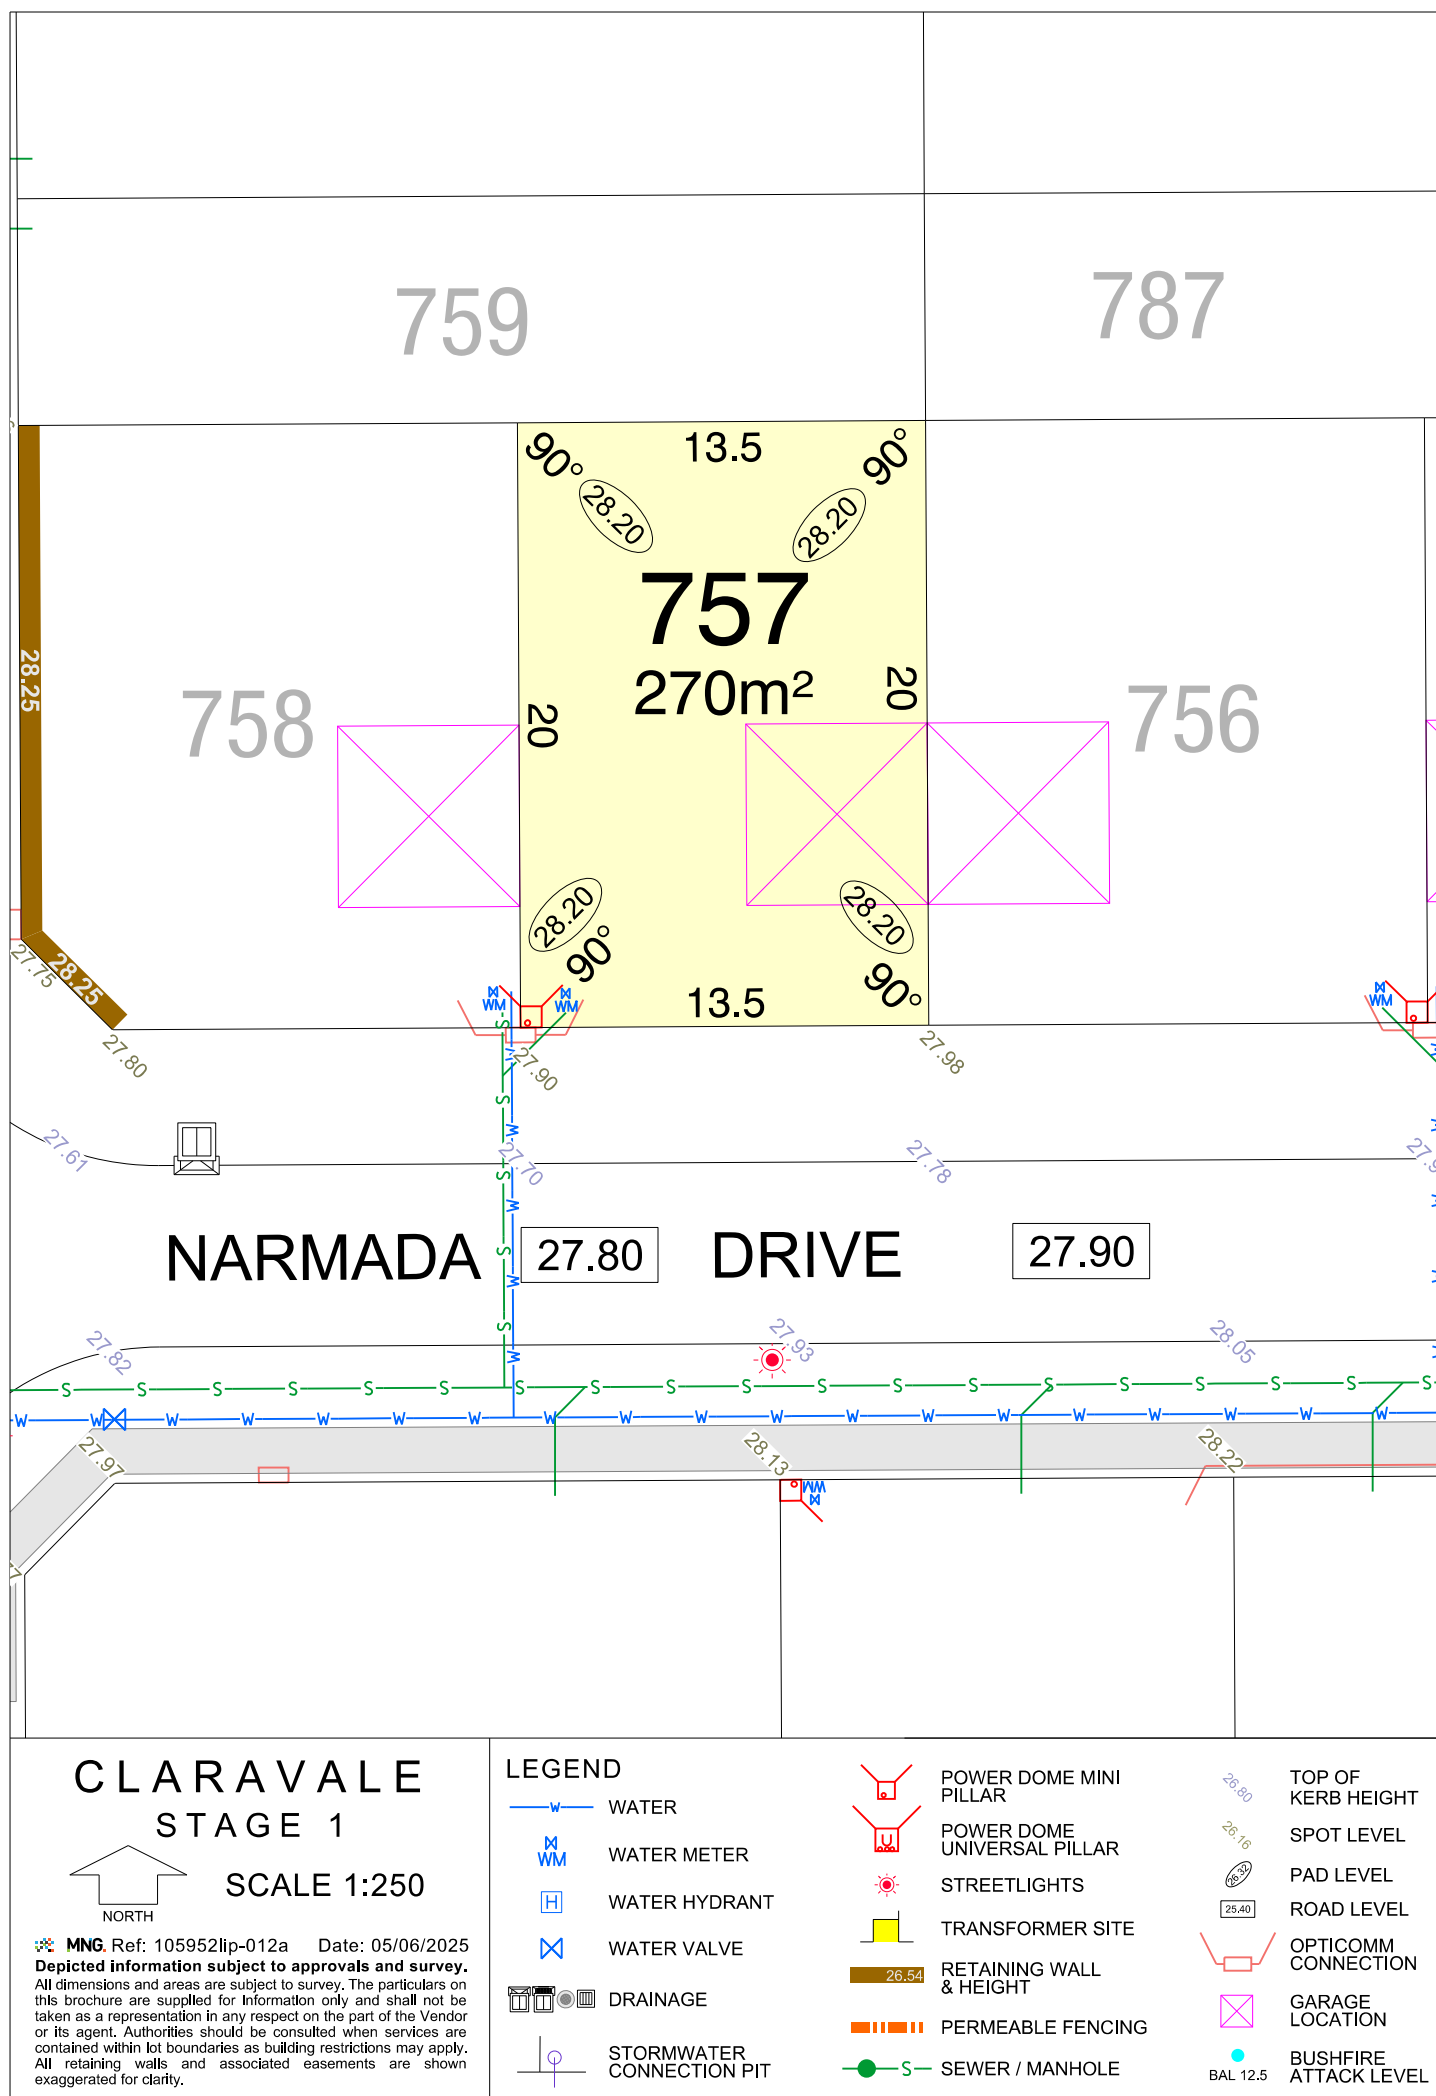 759
787
13.5
90°
90°
28.20
28.20
757
270m²
20
20
28.25
758
756
28.20
28.20
90°
90°
13.5
28.25
27.75
27.80
WM
WM
WM
27.90
27.98
27.61
27.70
27.78
NARMADA 27.80 DRIVE 27.90
27.82
27.93
28.05
27.97
28.13
28.22
WM
CLARAVALE
STAGE 1
SCALE 1:250
NORTH
MNG Ref: 105952lip-012a Date: 05/06/2025
Depicted information subject to approvals and survey.
All dimensions and areas are subject to survey. The particulars on
this brochure are supplied for information only and shall not be
taken as a representation in any respect on the part of the Vendor
or its agent. Authorities should be consulted when services are
contained within lot boundaries as building restrictions may apply.
All retaining walls and associated easements are shown
exaggerated for clarity.
LEGEND
W WATER
WM WATER METER
H WATER HYDRANT
WATER VALVE
DRAINAGE
STORMWATER
CONNECTION PIT
POWER DOME MINI
PILLAR
U POWER DOME
UNIVERSAL PILLAR
STREETLIGHTS
TRANSFORMER SITE
26.54 RETAINING WALL
& HEIGHT
PERMEABLE FENCING
S SEWER / MANHOLE
26.80 TOP OF
KERB HEIGHT
26.16 SPOT LEVEL
26.32 PAD LEVEL
25.40 ROAD LEVEL
OPTICOMM
CONNECTION
GARAGE
LOCATION
BAL 12.5 BUSHFIRE
ATTACK LEVEL